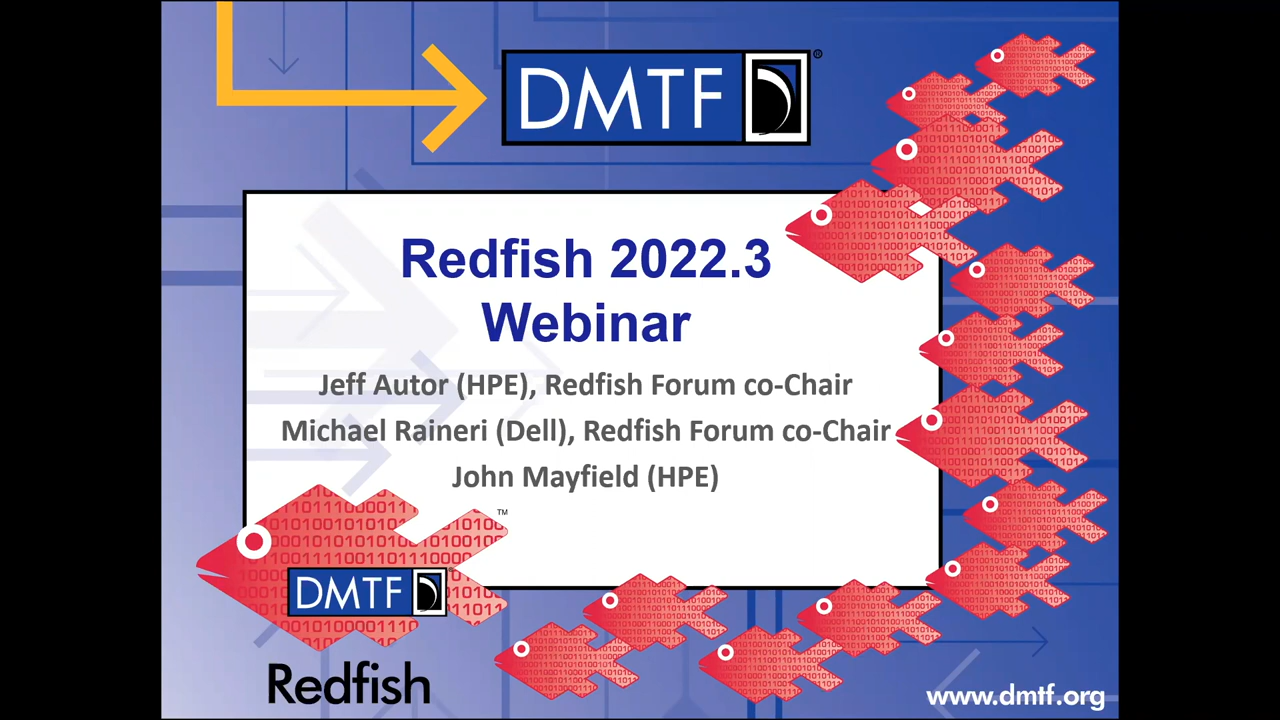 DMTF®
Redfish 2022.3
Webinar
Jeff Autor (HPE), Redfish Forum co-Chair
Michael Raineri (Dell), Redfish Forum co-Chair
John Mayfield (HPE)
™
DMTF®
Redfish
www.dmtf.org